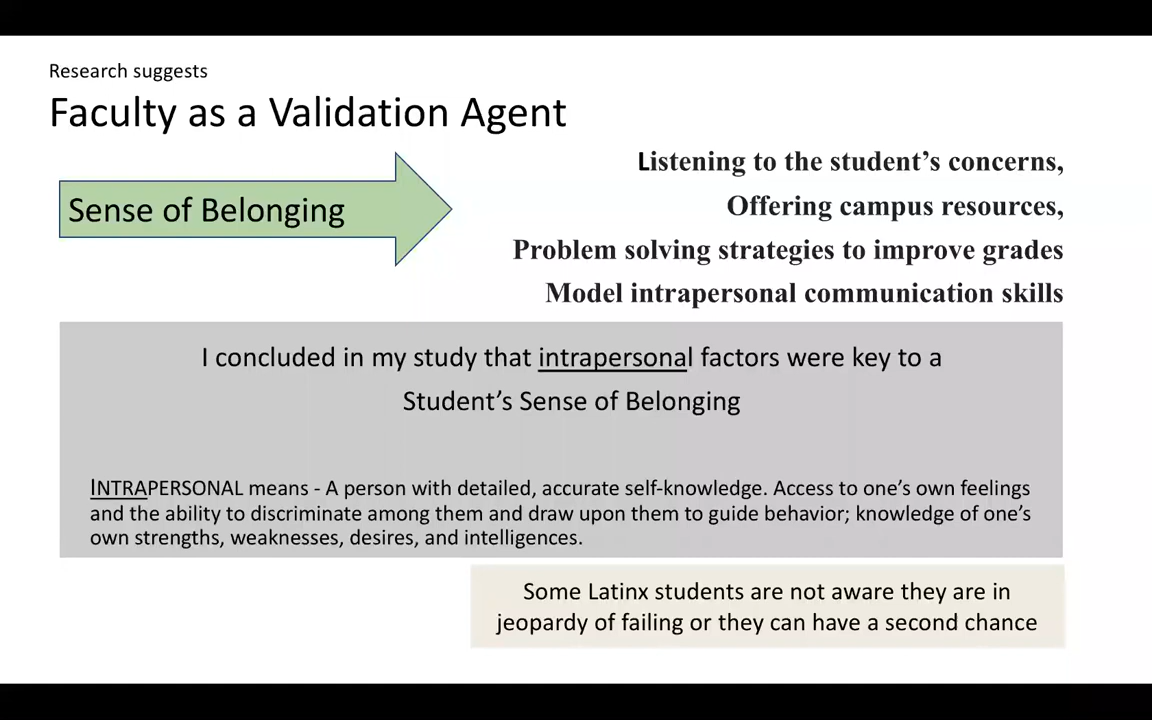 Research suggests
Faculty as a Validation Agent
Sense of Belonging
Listening to the student’s concerns,
Offering campus resources,
Problem solving strategies to improve grades
Model intrapersonal communication skills
I concluded in my study that intrapersonal factors were key to a
Student’s Sense of Belonging
INTRAPERSONAL means - A person with detailed, accurate self-knowledge. Access to one’s own feelings
and the ability to discriminate among them and draw upon them to guide behavior; knowledge of one’s
own strengths, weaknesses, desires, and intelligences.
Some Latinx students are not aware they are in
jeopardy of failing or they can have a second chance